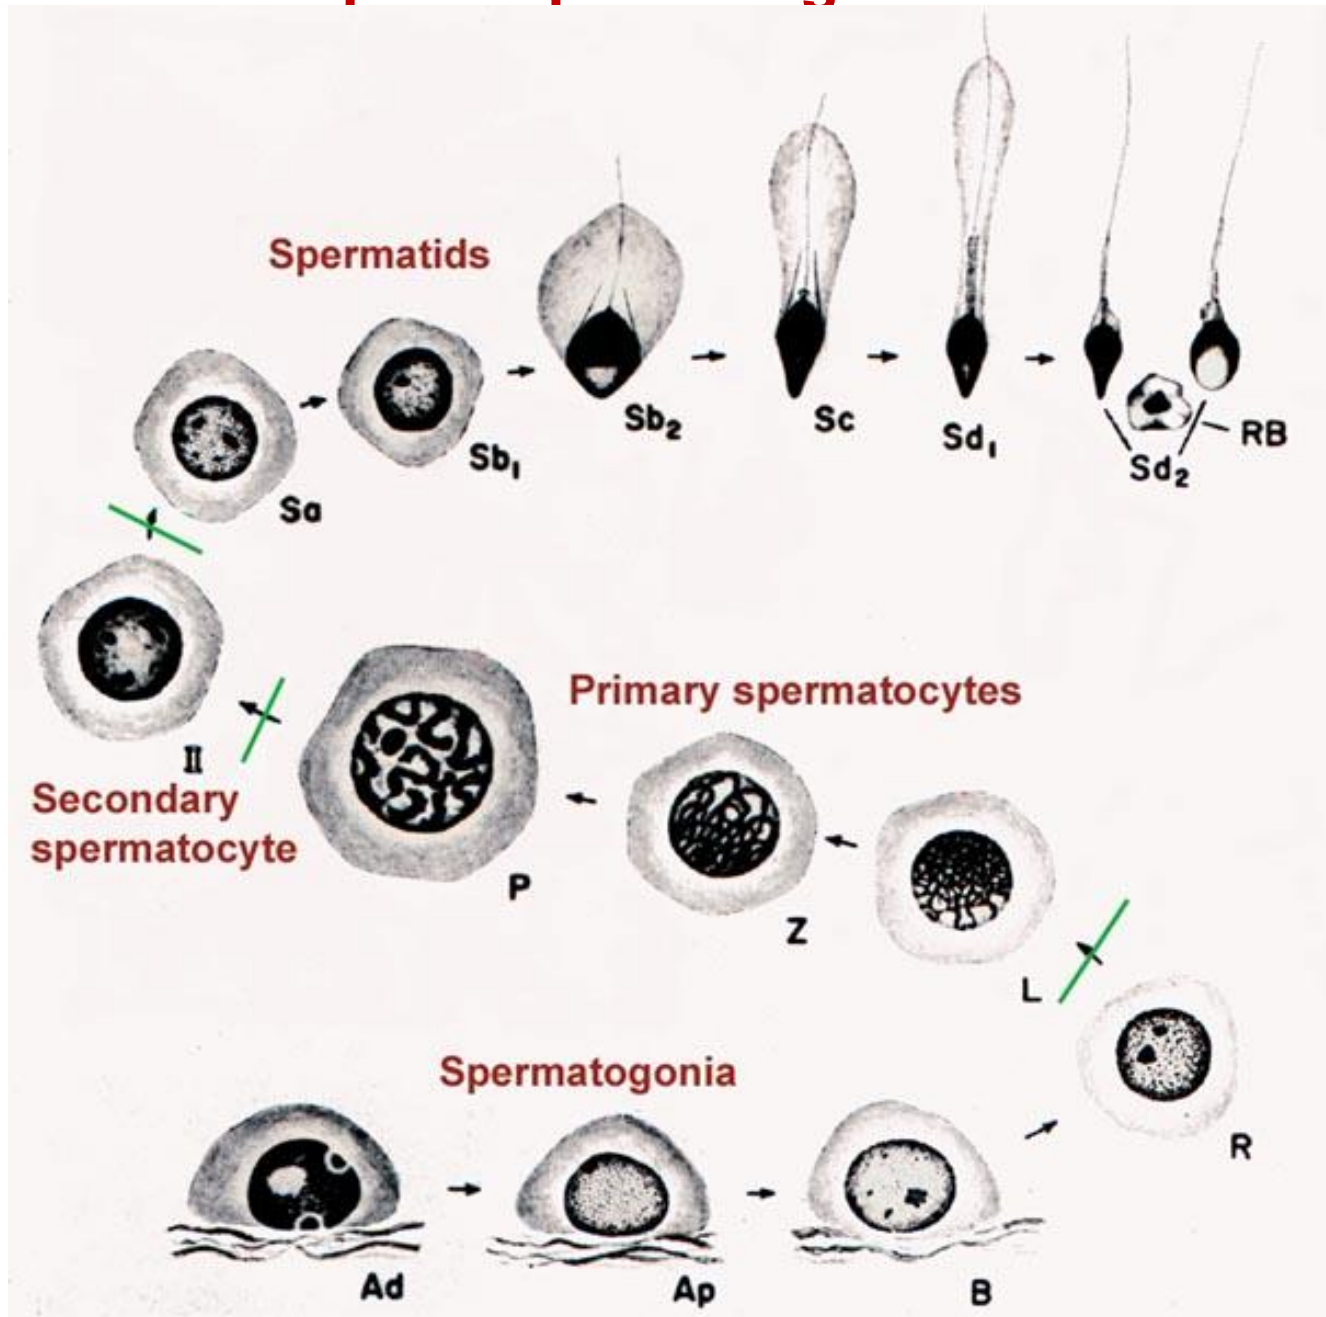 Spermatids
Sb2
Sc
Sd1
RB
Sd2
Sb1
Sa
II
Primary spermatocytes
Secondary
spermatocyte
P
Z
L
Spermatogonia
R
Ad
Ap
B